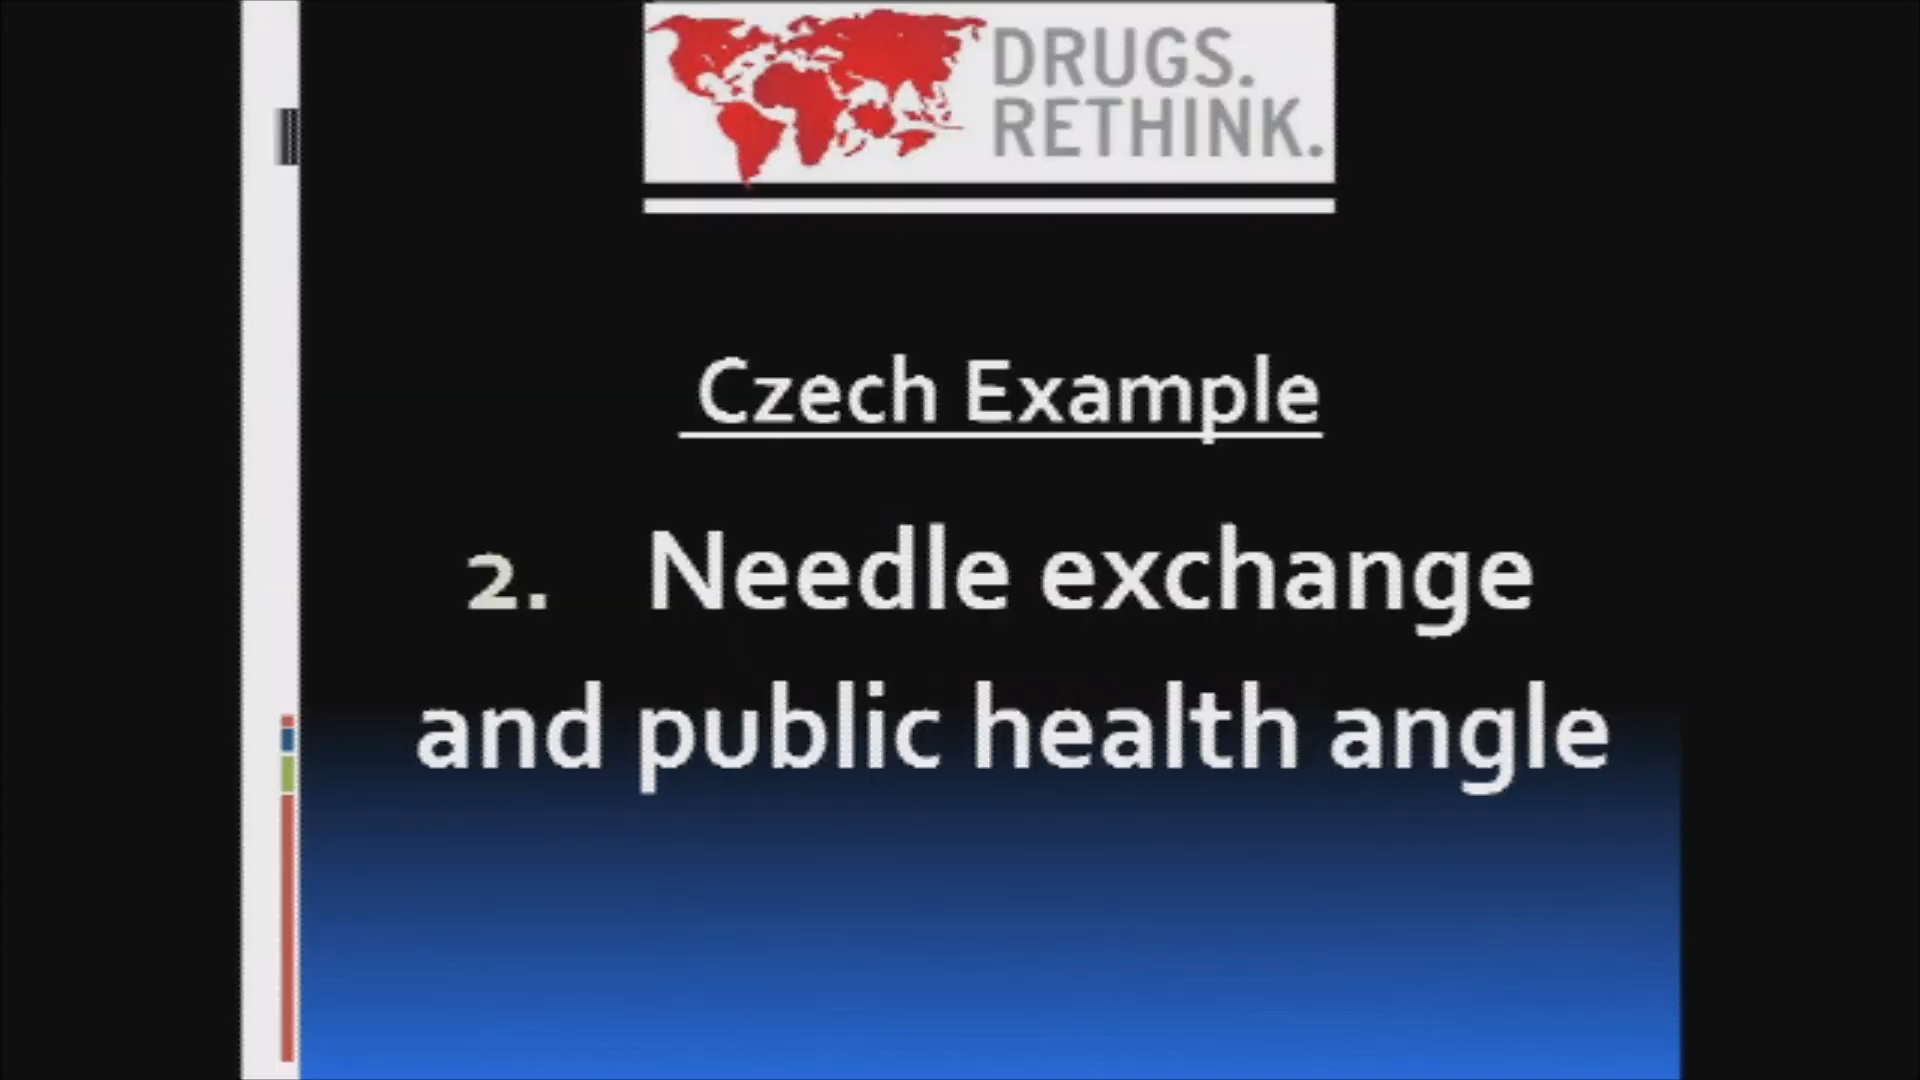 DRUGS.
RETHINK.
Czech Example
2. Needle exchange
and public health angle